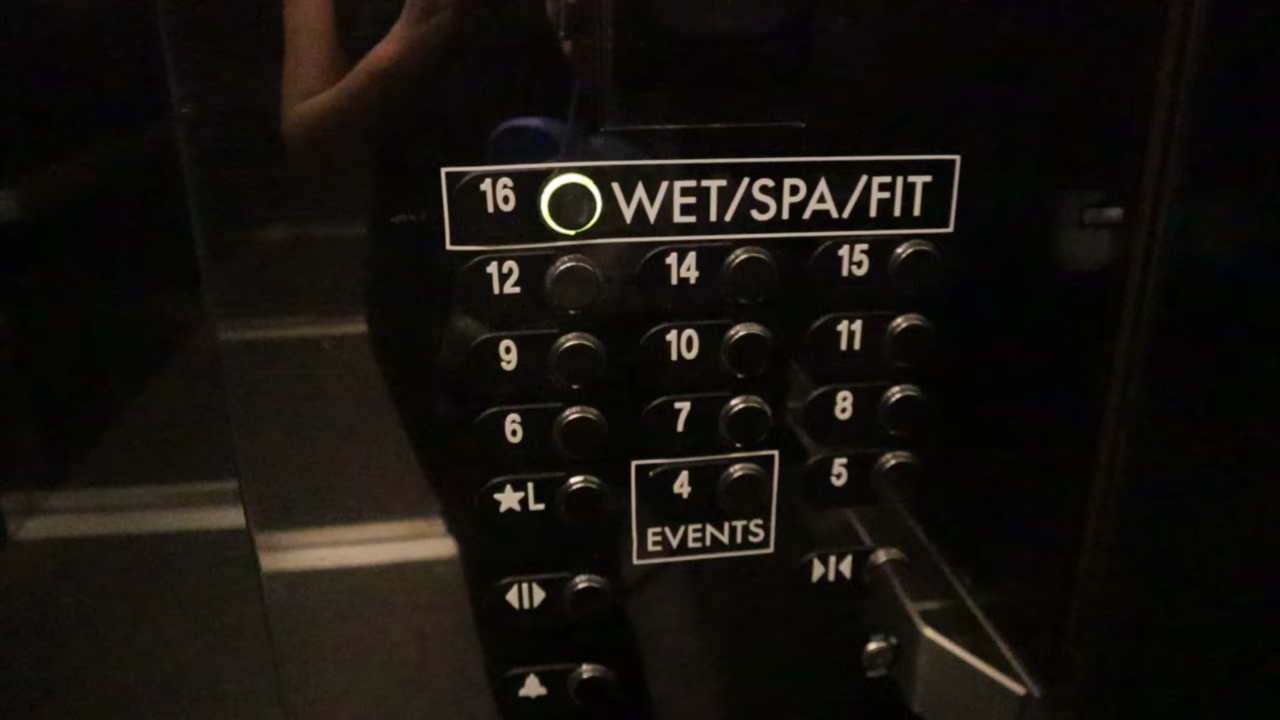 16 WET/SPA/FIT
12 14 15
9 10 11
6 7 8
★L 4 5
EVENTS